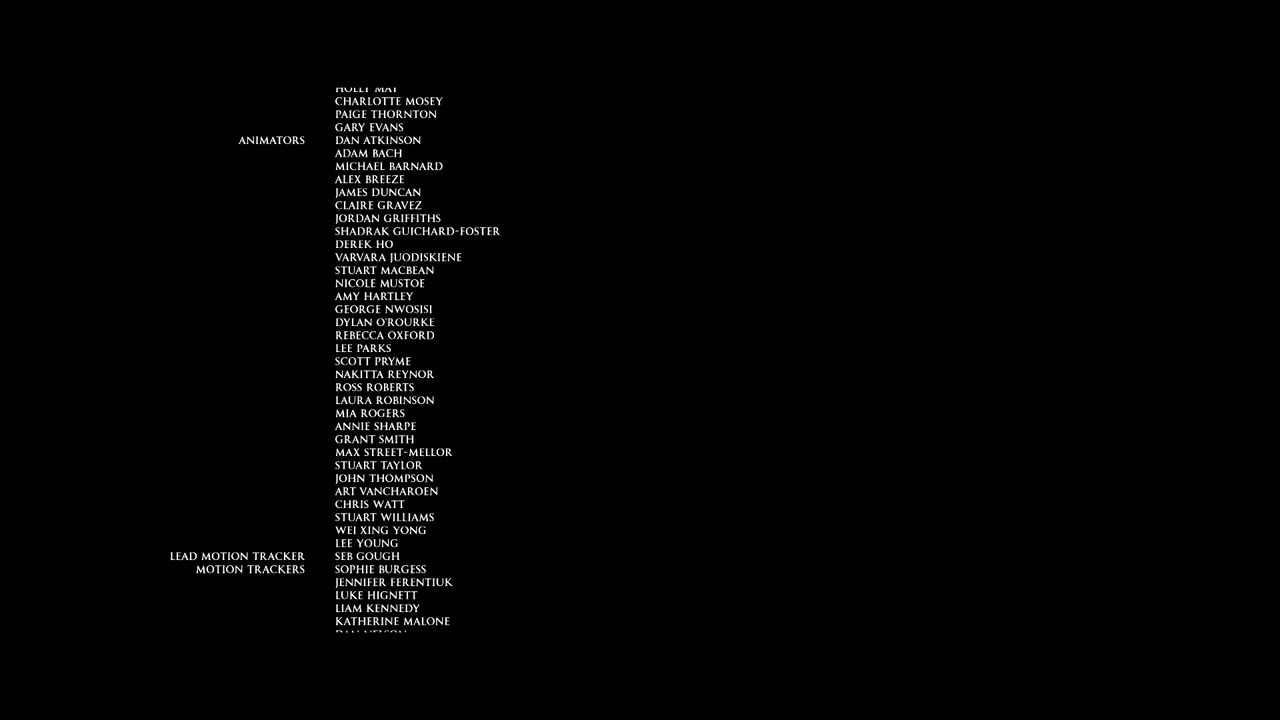 HOLLY MAY
CHARLOTTE MOSEY
PAIGE THORNTON
GARY EVANS
ANIMATORS DAN ATKINSON
ADAM BACH
MICHAEL BARNARD
ALEX BREEZE
JAMES DUNCAN
CLAIRE GRAVEZ
JORDAN GRIFFITHS
SHADRAK GUICHARD-FOSTER
DEREK HO
VARVARA JUODISKIENE
STUART MACBEAN
NICOLE MUSTOE
AMY HARTLEY
GEORGE NWOSISI
DYLAN O'ROURKE
REBECCA OXFORD
LEE PARKS
SCOTT PRYME
NAKITTA REYNOR
ROSS ROBERTS
LAURA ROBINSON
MIA ROGERS
ANNIE SHARPE
GRANT SMITH
MAX STREET-MELLOR
STUART TAYLOR
JOHN THOMPSON
ART VANCHAROEN
CHRIS WATT
STUART WILLIAMS
WEI XING YONG
LEE YOUNG
LEAD MOTION TRACKER SEB GOUGH
MOTION TRACKERS SOPHIE BURGESS
JENNIFER FERENTIUK
LUKE HIGNETT
LIAM KENNEDY
KATHERINE MALONE
DAN NELSON